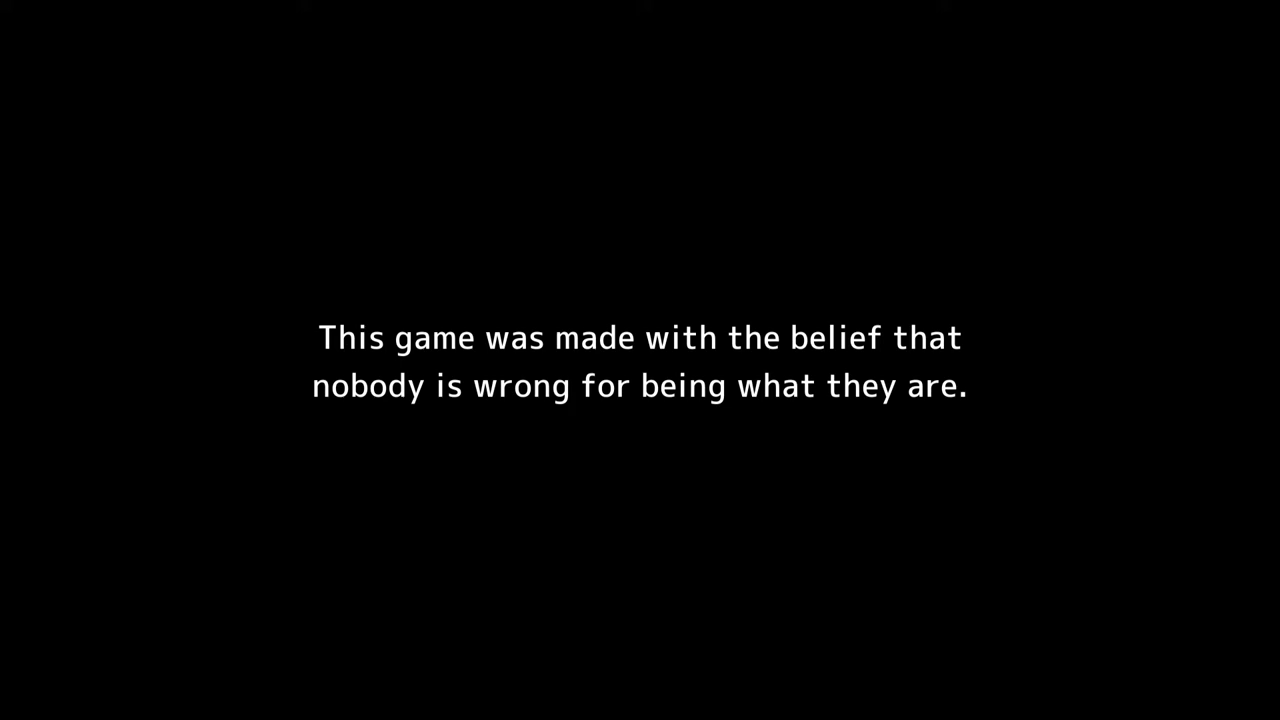 This game was made with the belief that
nobody is wrong for being what they are.